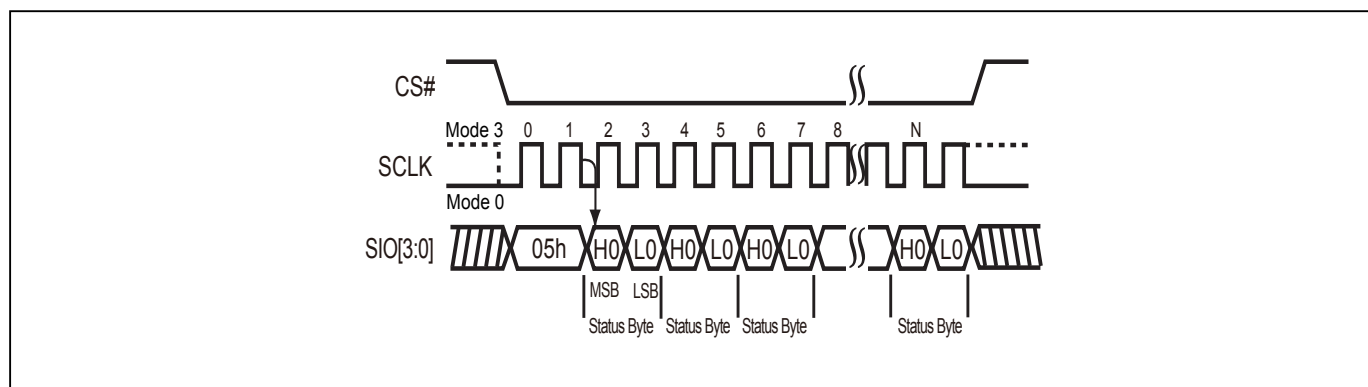 CS#
Mode 3 0 1 2 3 4 5 6 7 8 N
SCLK
Mode 0
SIO[3:0] 05h H0 L0 H0 L0 H0 L0 H0 L0
MSB LSB
Status Byte Status Byte Status Byte Status Byte